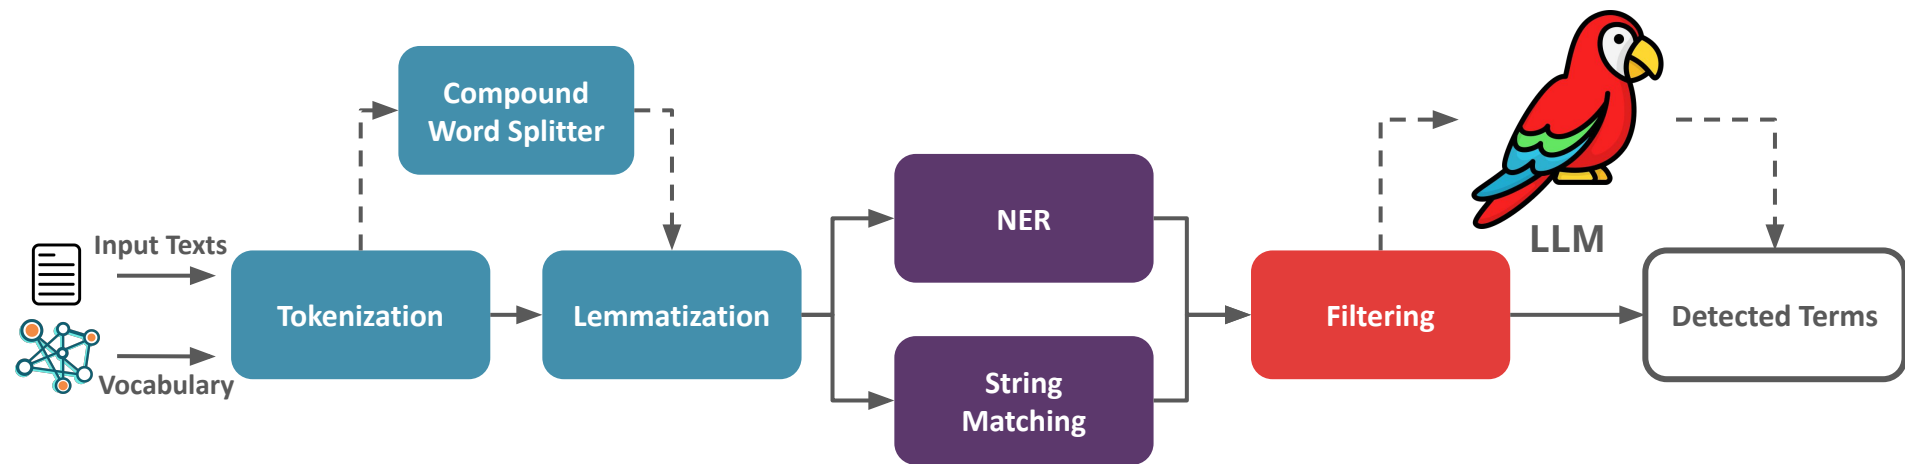 Compound
Word Splitter
Input Texts
Vocabulary
Tokenization
Lemmatization
NER
String
Matching
Filtering
LLM
Detected Terms